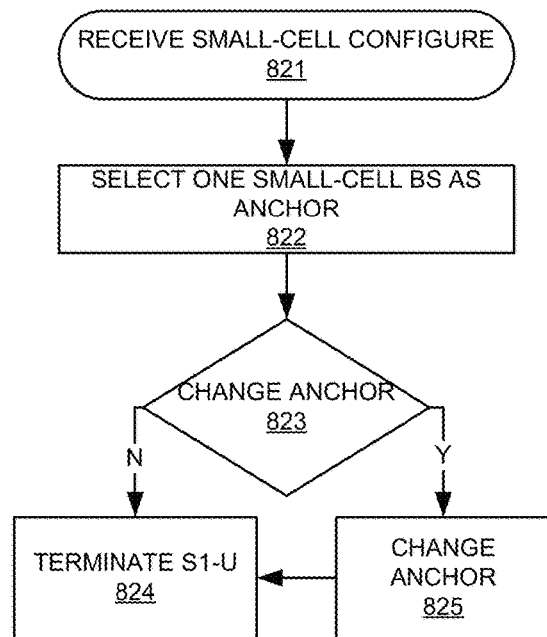 RECEIVE SMALL-CELL CONFIGURE
821
SELECT ONE SMALL-CELL BS AS
ANCHOR
822
CHANGE ANCHOR
823
N
Y
TERMINATE S1-U
824
CHANGE
ANCHOR
825